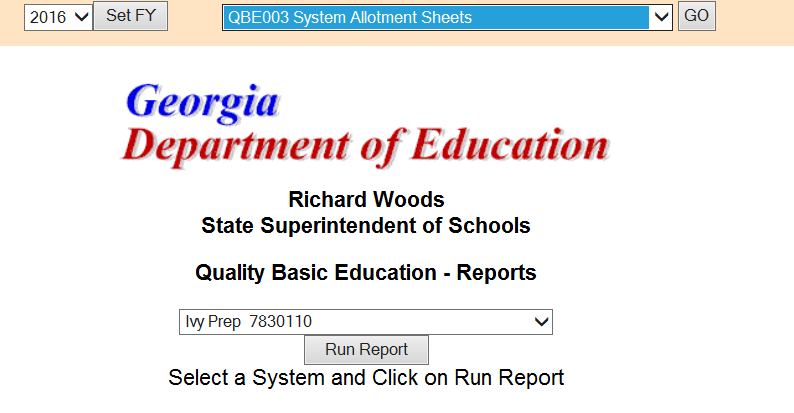 2016 Set FY QBE003 System Allotment Sheets GO
Georgia
Department of Education
Richard Woods
State Superintendent of Schools
Quality Basic Education - Reports
Ivy Prep 7830110
Run Report
Select a System and Click on Run Report